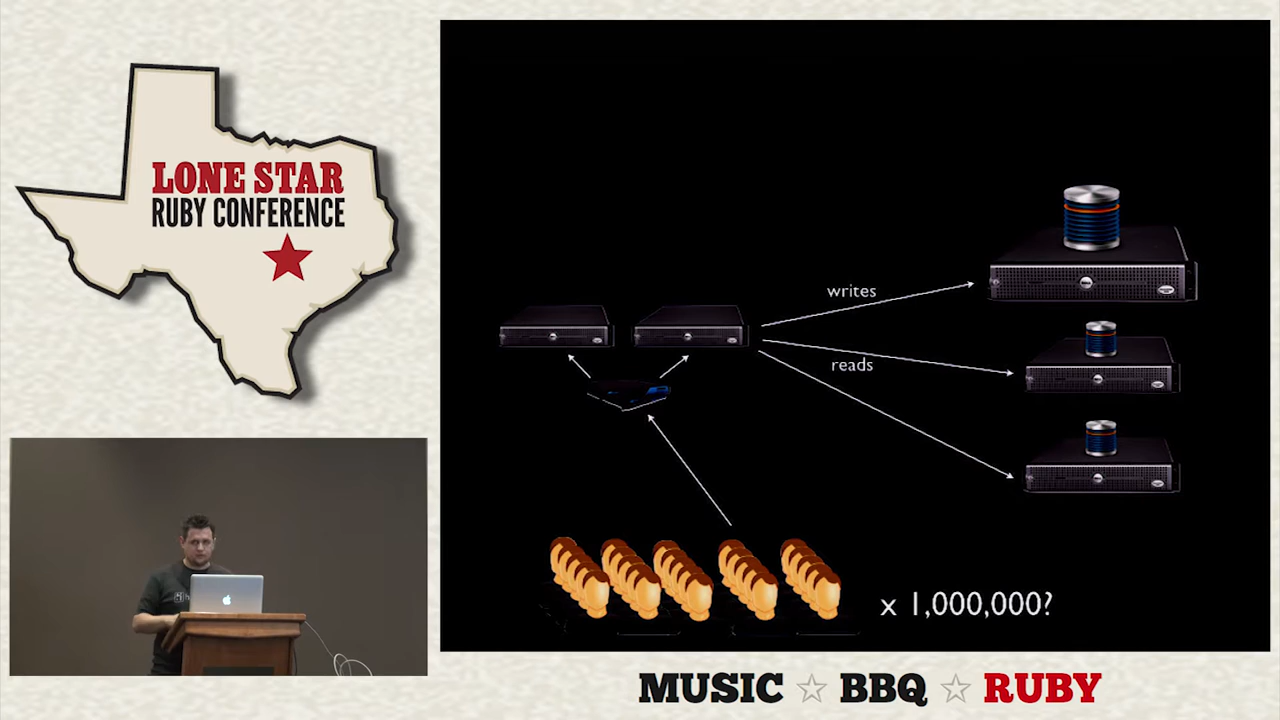 LONE STAR
RUBY CONFERENCE
writes
reads
x 1,000,000?
MUSIC ☆ BBQ ☆ RUBY